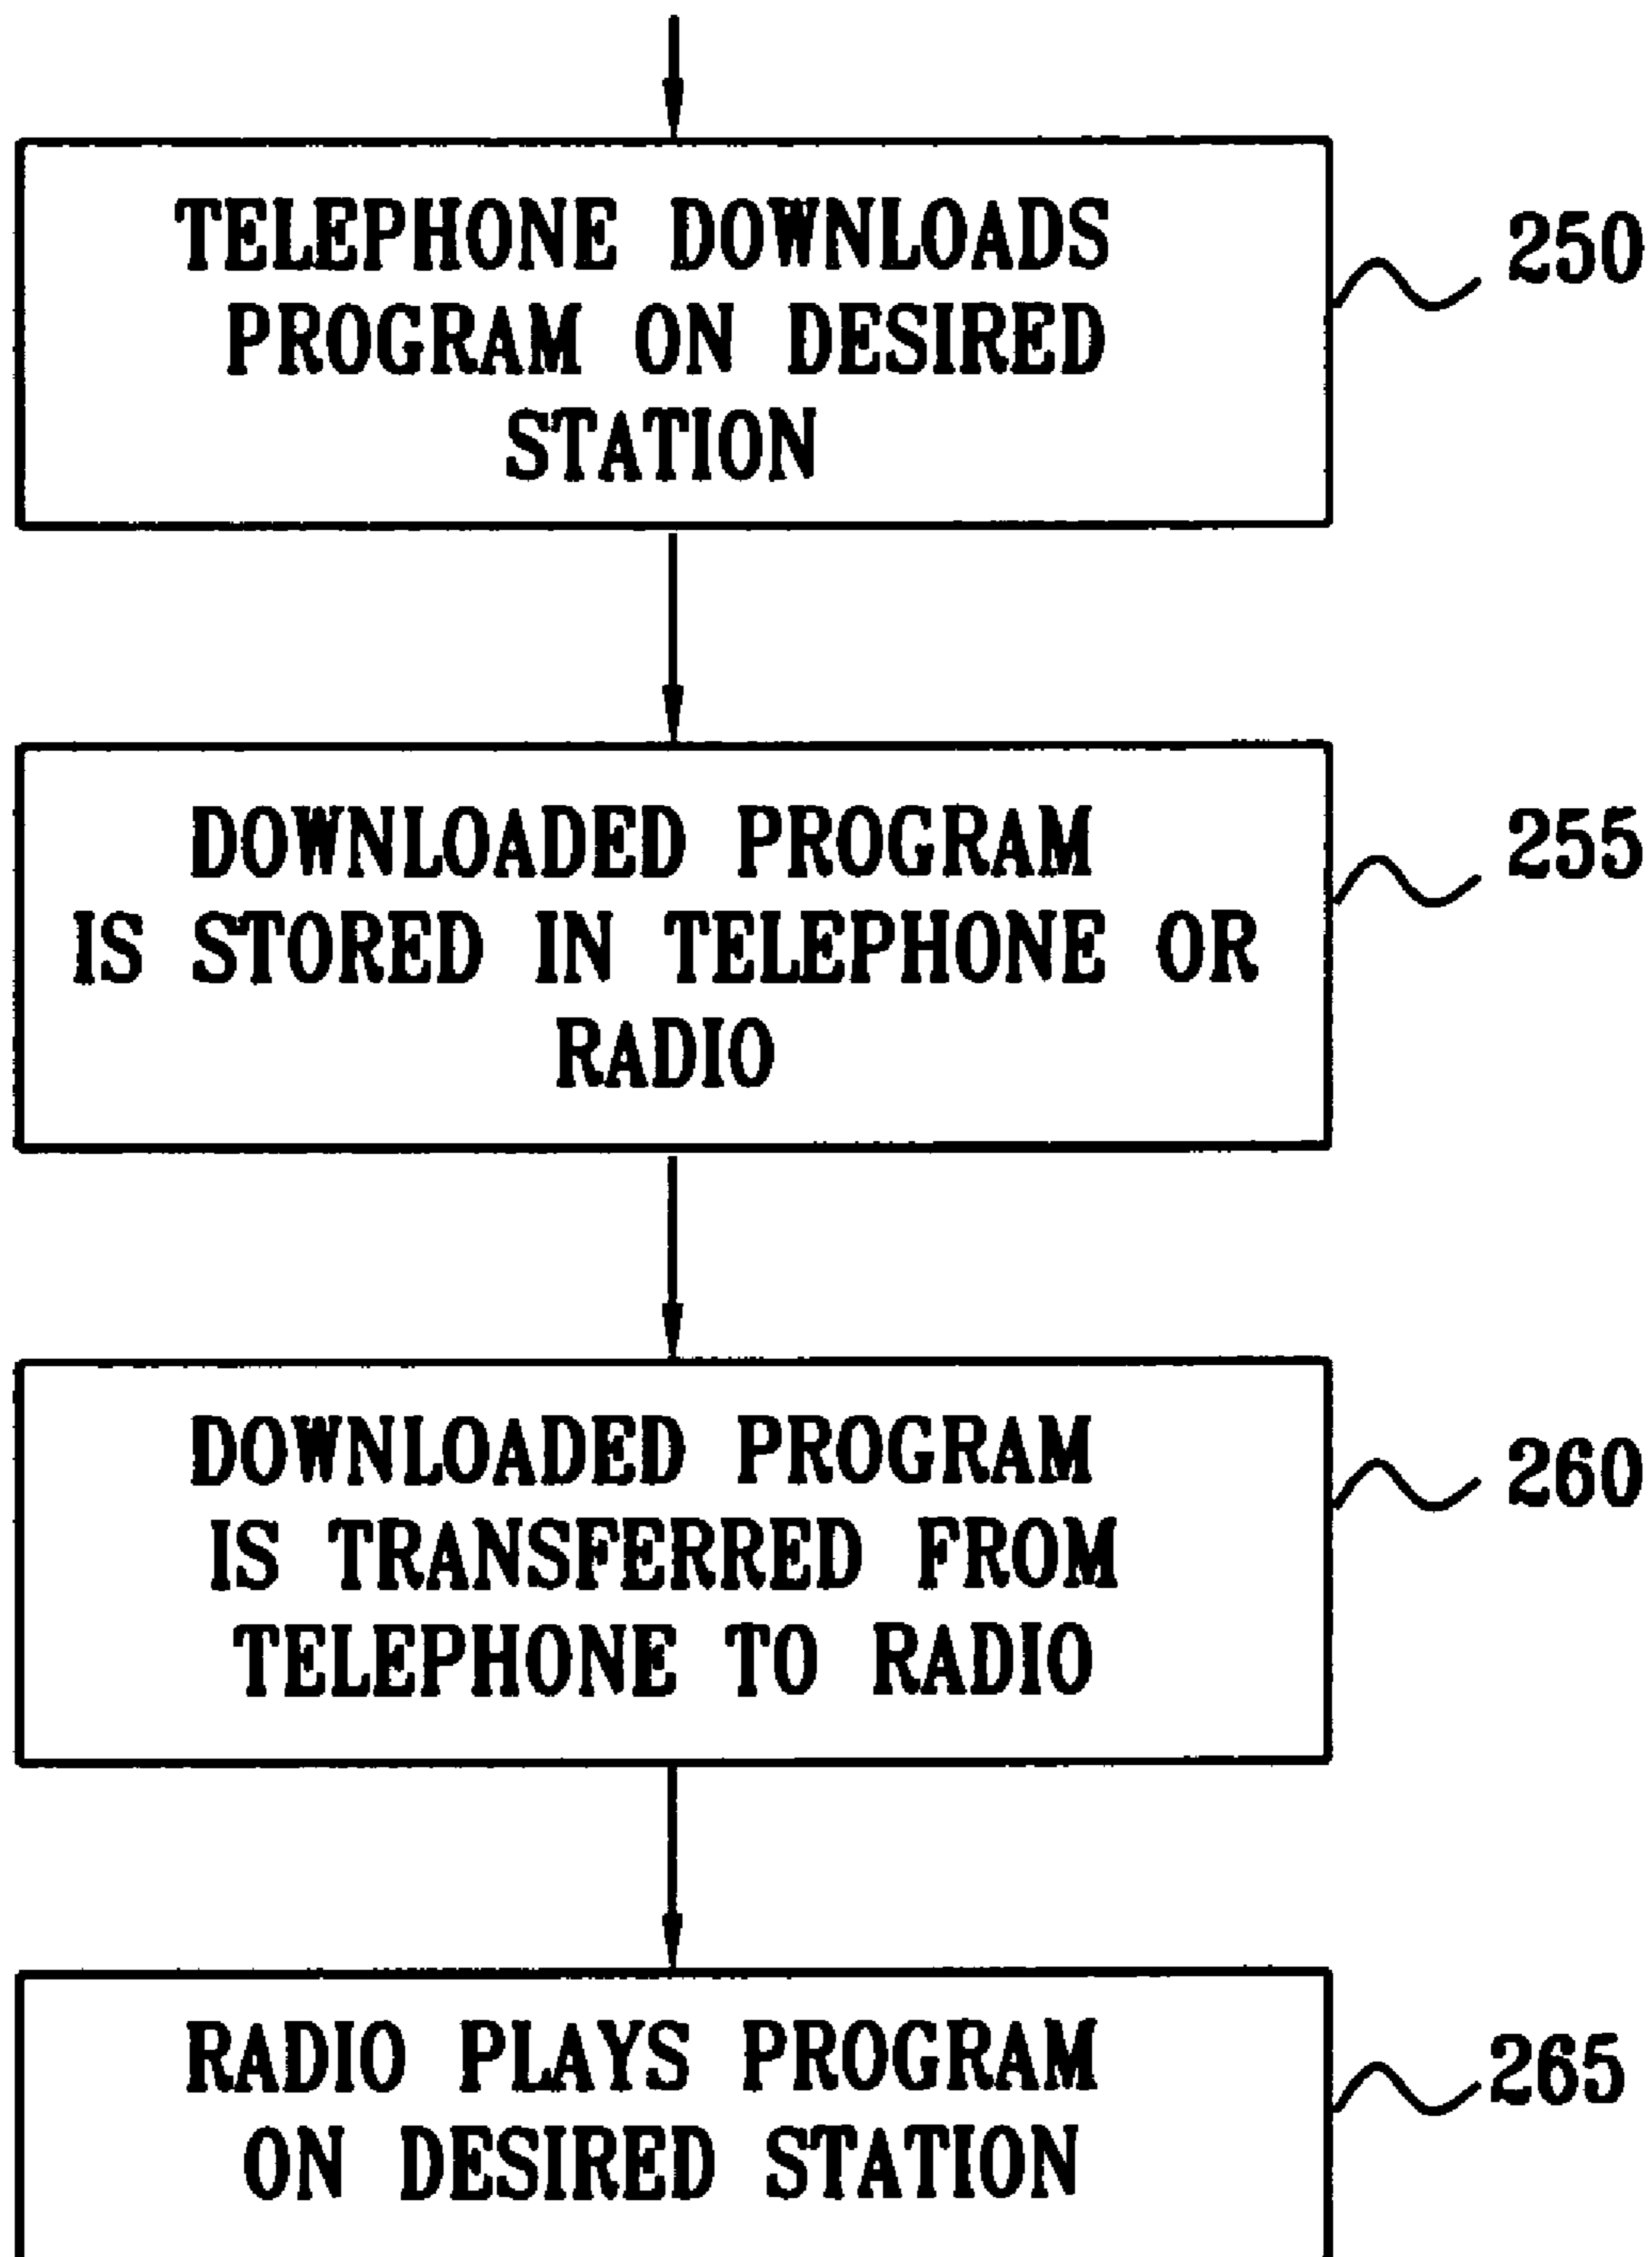 TELEPHONE DOWNLOADS
PROGRAM ON DESIRED
STATION
250
DOWNLOADED PROGRAM
IS STORED IN TELEPHONE OR
RADIO
255
DOWNLOADED PROGRAM
IS TRANSFERRED FROM
TELEPHONE TO RADIO
260
RADIO PLAYS PROGRAM
ON DESIRED STATION
265